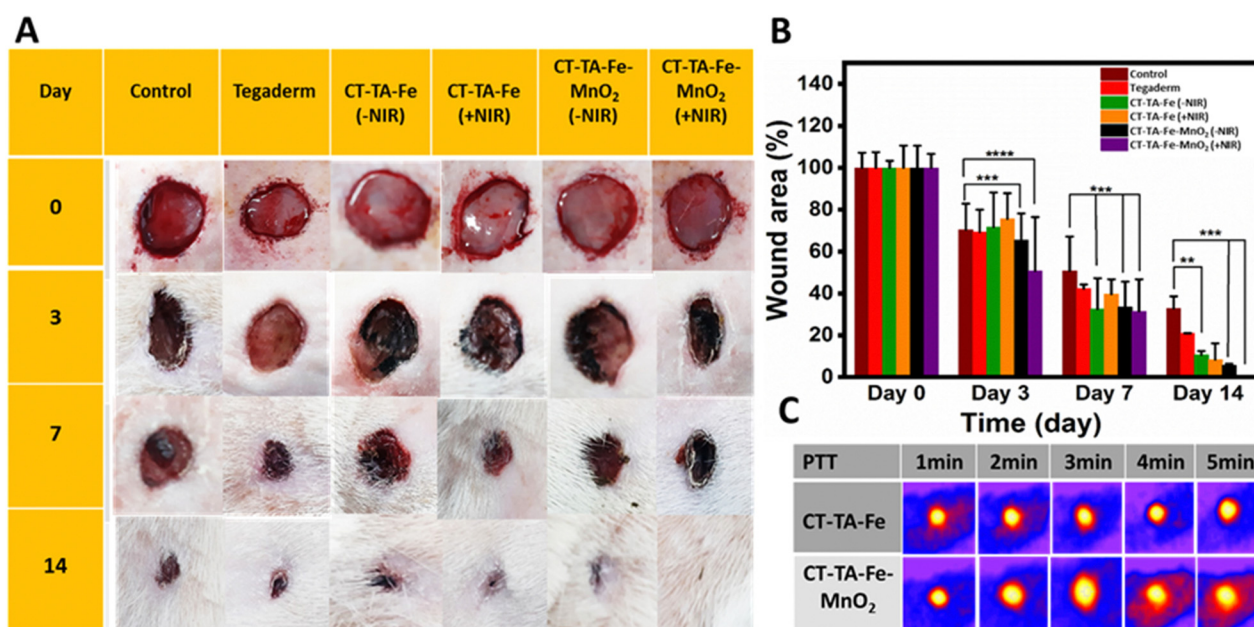 A
Day
Control
Tegaderm
CT-TA-Fe
(-NIR)
CT-TA-Fe
(+NIR)
CT-TA-Fe-
MnO₂
(-NIR)
CT-TA-Fe-
MnO₂
(+NIR)
0
3
7
14
B
Wound area (%)
140
120
100
80
60
40
20
0
Control
Tegaderm
CT-TA-Fe (-NIR)
CT-TA-Fe (+NIR)
CT-TA-Fe-MnO₂ (-NIR)
CT-TA-Fe-MnO₂ (+NIR)
****
***
***
***
**
Day 0
Day 3
Day 7
Day 14
Time (day)
C
PTT
1min
2min
3min
4min
5min
CT-TA-Fe
CT-TA-Fe-
MnO₂